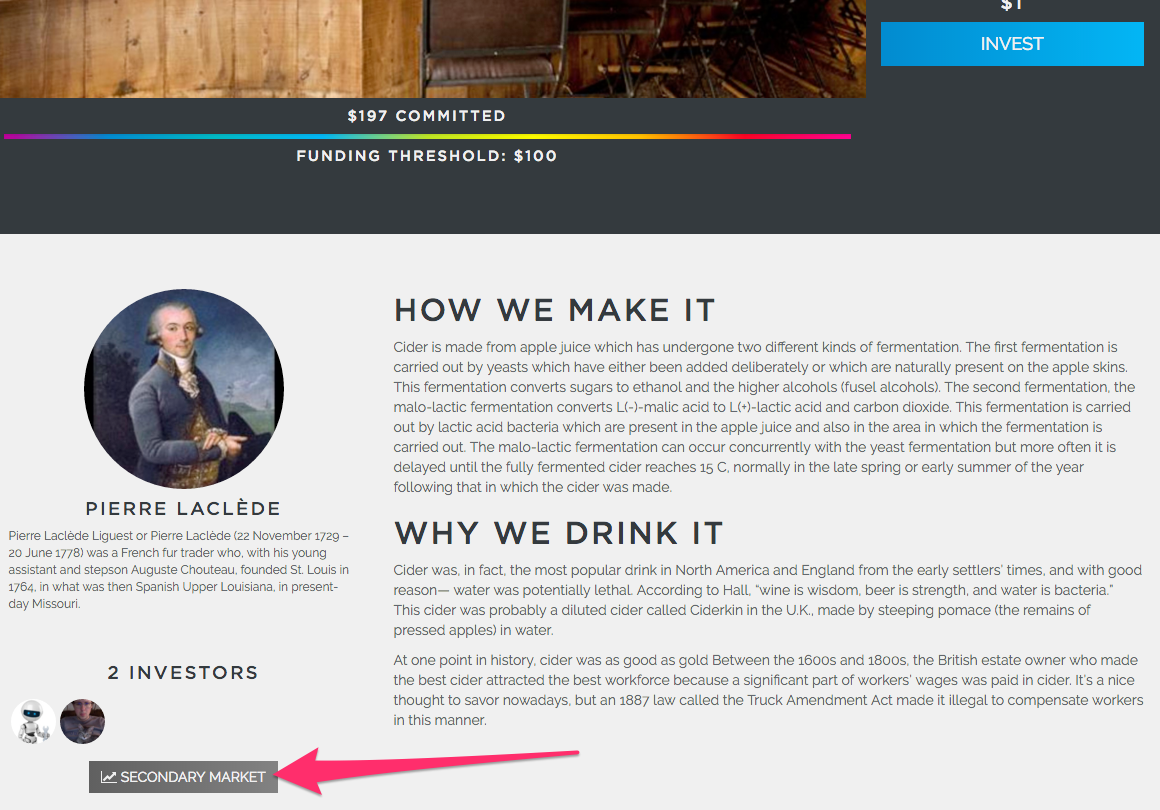 $1
INVEST
$197 COMMITTED
FUNDING THRESHOLD: $100
PIERRE LACLÈDE
Pierre Laclède Liguest or Pierre Laclède (22 November 1729 –
20 June 1778) was a French fur trader who, with his young
assistant and stepson Auguste Chouteau, founded St. Louis in
1764, in what was then Spanish Upper Louisiana, in present-
day Missouri.
2 INVESTORS
SECONDARY MARKET
HOW WE MAKE IT
Cider is made from apple juice which has undergone two different kinds of fermentation. The first fermentation is
carried out by yeasts which have either been added deliberately or which are naturally present on the apple skins.
This fermentation converts sugars to ethanol and the higher alcohols (fusel alcohols). The second fermentation, the
malo-lactic fermentation converts L(-)-malic acid to L(+)-lactic acid and carbon dioxide. This fermentation is carried
out by lactic acid bacteria which are present in the apple juice and also in the area in which the fermentation is
carried out. The malo-lactic fermentation can occur concurrently with the yeast fermentation but more often it is
delayed until the fully fermented cider reaches 15 C, normally in the late spring or early summer of the year
following that in which the cider was made.
WHY WE DRINK IT
Cider was, in fact, the most popular drink in North America and England from the early settlers' times, and with good
reason— water was potentially lethal. According to Hall, "wine is wisdom, beer is strength, and water is bacteria."
This cider was probably a diluted cider called Ciderkin in the U.K., made by steeping pomace (the remains of
pressed apples) in water.
At one point in history, cider was as good as gold Between the 1600s and 1800s, the British estate owner who made
the best cider attracted the best workforce because a significant part of workers' wages was paid in cider. It's a nice
thought to savor nowadays, but an 1887 law called the Truck Amendment Act made it illegal to compensate workers
in this manner.